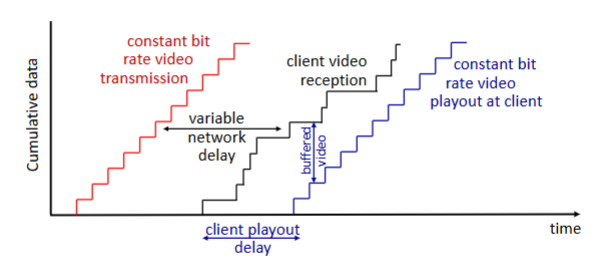 constant bit
rate video
transmission
client video
reception
constant bit
rate video
playout at client
variable
network
delay
buffered
video
Cumulative data
time
client playout
delay